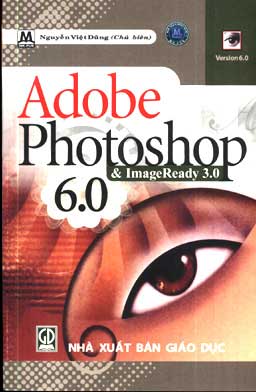 Nguyễn Việt Dũng (Chủ biên)
Version 6.0
Adobe
Photoshop
& ImageReady 3.0
6.0
NHÀ XUẤT BẢN GIÁO DỤC